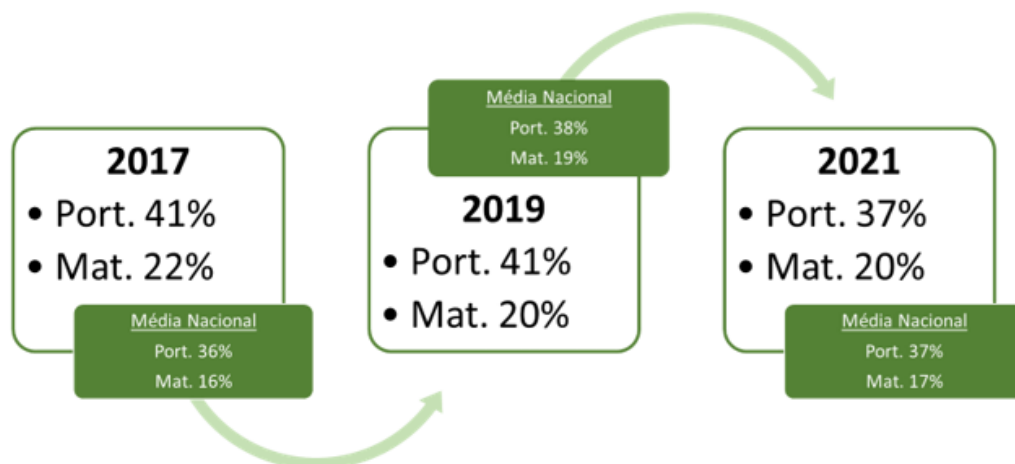 2017
• Port. 41%
• Mat. 22%
Média Nacional
Port. 36%
Mat. 16%
Média Nacional
Port. 38%
Mat. 19%
2019
• Port. 41%
• Mat. 20%
2021
• Port. 37%
• Mat. 20%
Média Nacional
Port. 37%
Mat. 17%